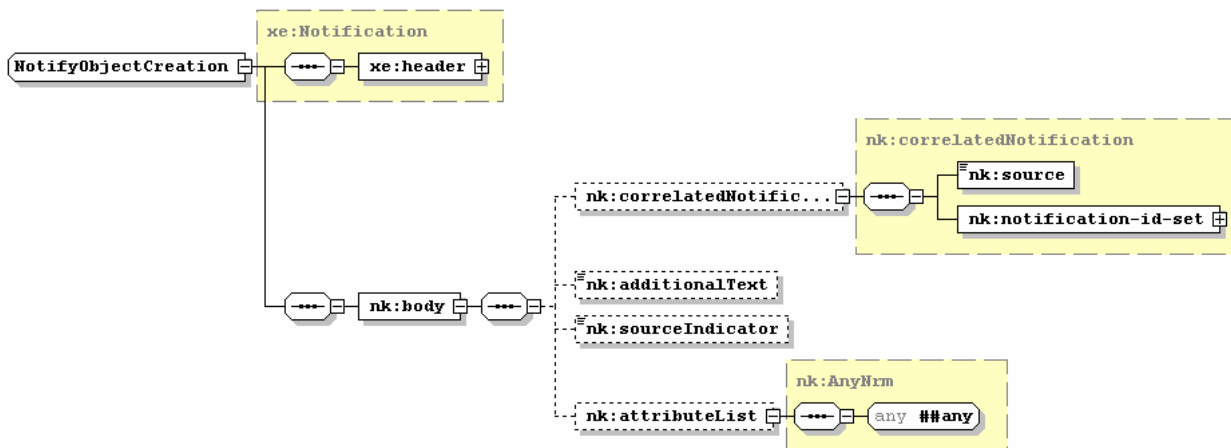 xe:Notification
NotifyObjectCreation
xe:header
nk:correlatedNotification
nk:source
nk:correlatedNotific...
nk:notification-id-set
nk:additionalText
nk:body
nk:sourceIndicator
nk:AnyNrm
nk:attributeList
any ##any